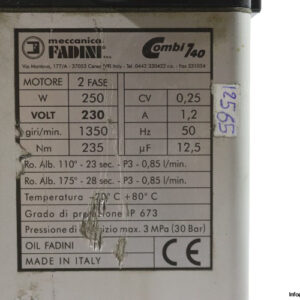 meccanica
FADINI s.n.c.
Combi 740
Via Mantova, 177/A - 37053 Cerea (VR) Italy - Tel. 0442 330422 r.a. - Fax 331054
MOTORE 2 FASE
W 250 CV 0,25
VOLT 230 A 1,2
giri/min. 1350 Hz 50
Nm 235 µF 12,5
Ro. Alb. 110° - 23 sec. - P3 - 0,85 l/min.
Ro. Alb. 175° - 28 sec. - P3 - 0,85 l/min.
Temperatura -20°C +80°C
Grado di protezione IP 673
Pressione di esercizio max. 3 MPa (30 Bar)
OIL FADINI
MADE IN ITALY
CE
12565